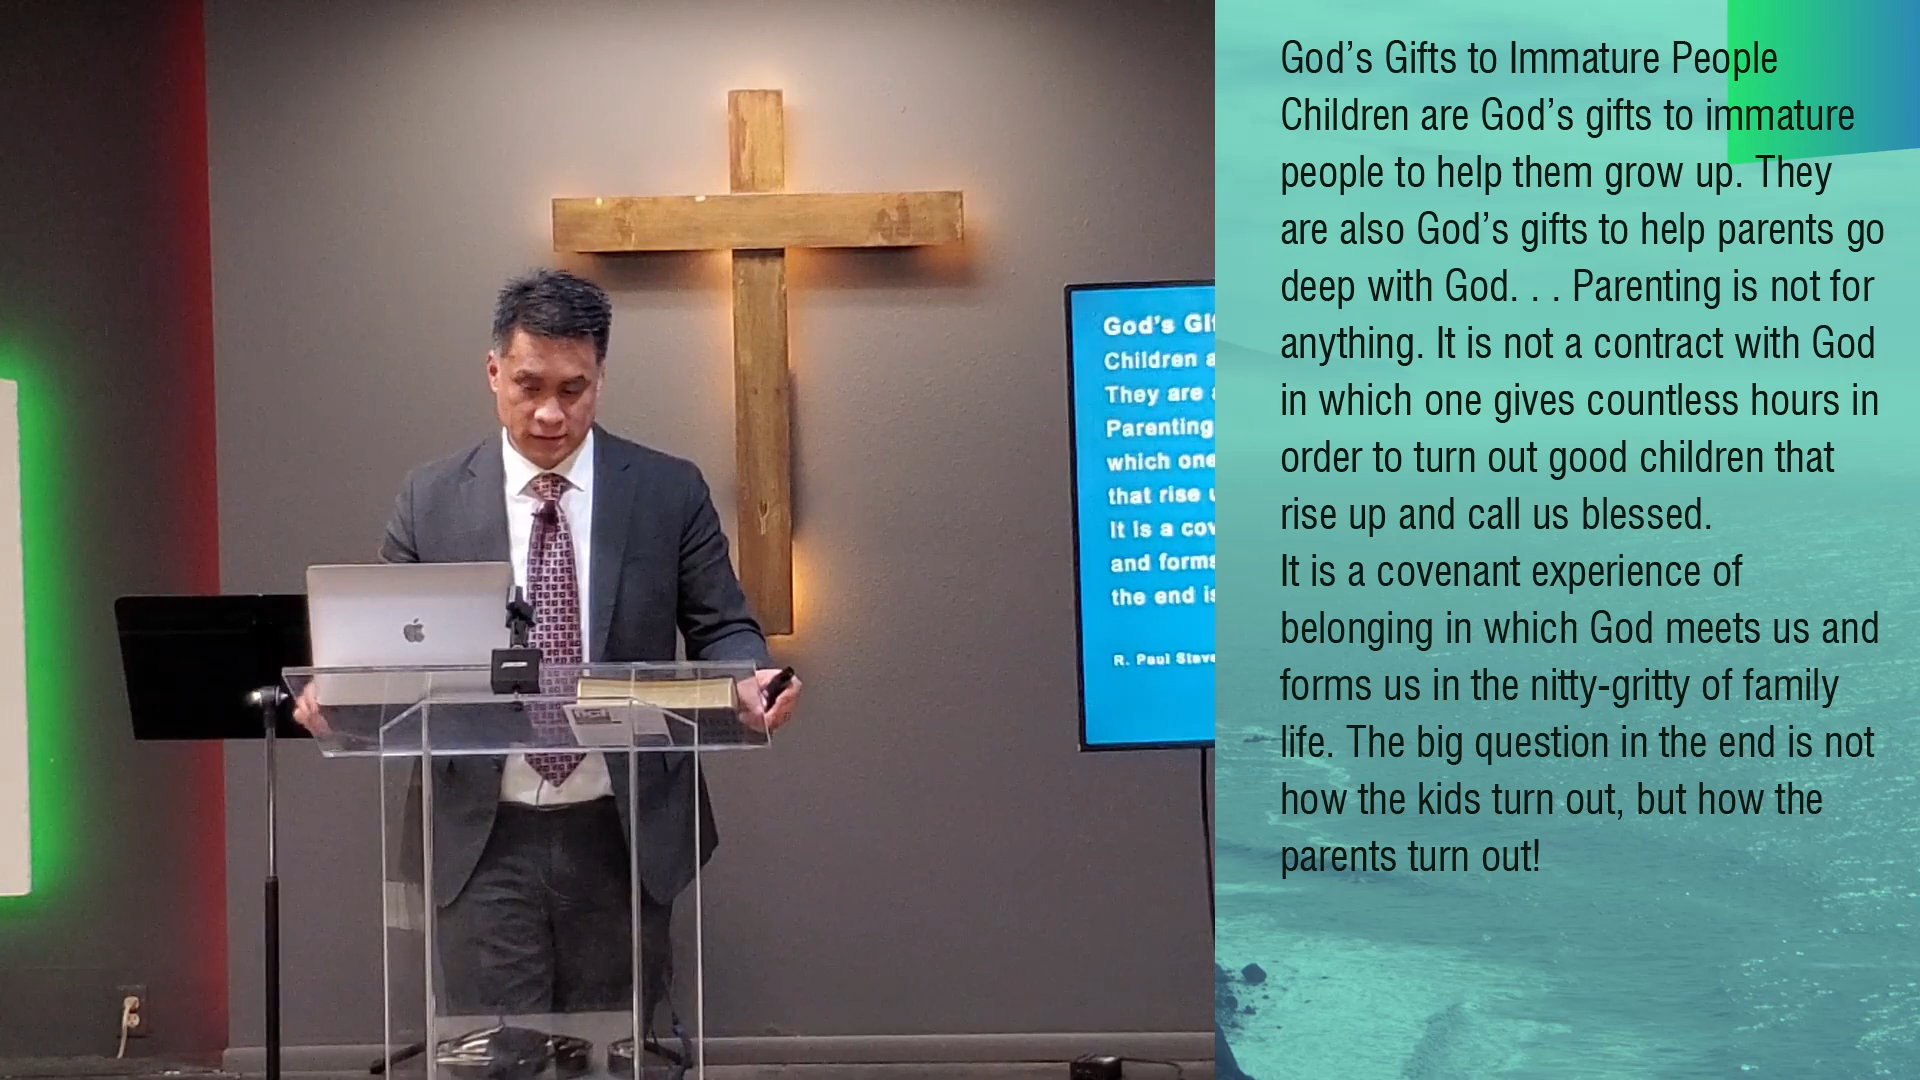 God's Gif
Children a
They are
Parenting
which one
that rise u
It is a cov
and forms
the end is
R. Paul Steve
God’s Gifts to Immature People
Children are God’s gifts to immature
people to help them grow up. They
are also God’s gifts to help parents go
deep with God. . . Parenting is not for
anything. It is not a contract with God
in which one gives countless hours in
order to turn out good children that
rise up and call us blessed.
It is a covenant experience of
belonging in which God meets us and
forms us in the nitty-gritty of family
life. The big question in the end is not
how the kids turn out, but how the
parents turn out!